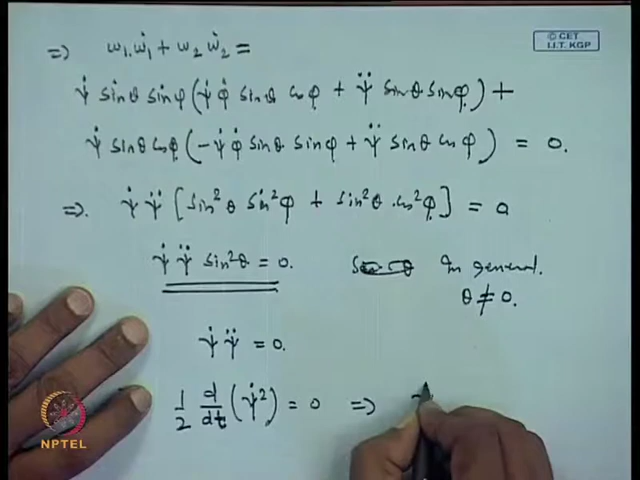 © CET
I.I.T. KGP
⇒ ω₁.ω̇₁ + ω₂ ω̇₂ =
ψ̇ sinθ sinφ (ψ̇ φ̇ sinθ cosφ + ψ̈ sinθ sinφ) +
ψ̇ sinθ cosφ (-ψ̇ φ̇ sinθ sinφ + ψ̈ sinθ cosφ) = 0.
⇒. ψ̇ ψ̈ [sin²θ sin²φ + sin²θ .cos²φ] = 0
ψ̇ ψ̈ sin²θ = 0. In general.
θ ≠ 0.
ψ̇ ψ̈ = 0.
1/2 d/dt (ψ̇²) = 0 ⇒
NPTEL